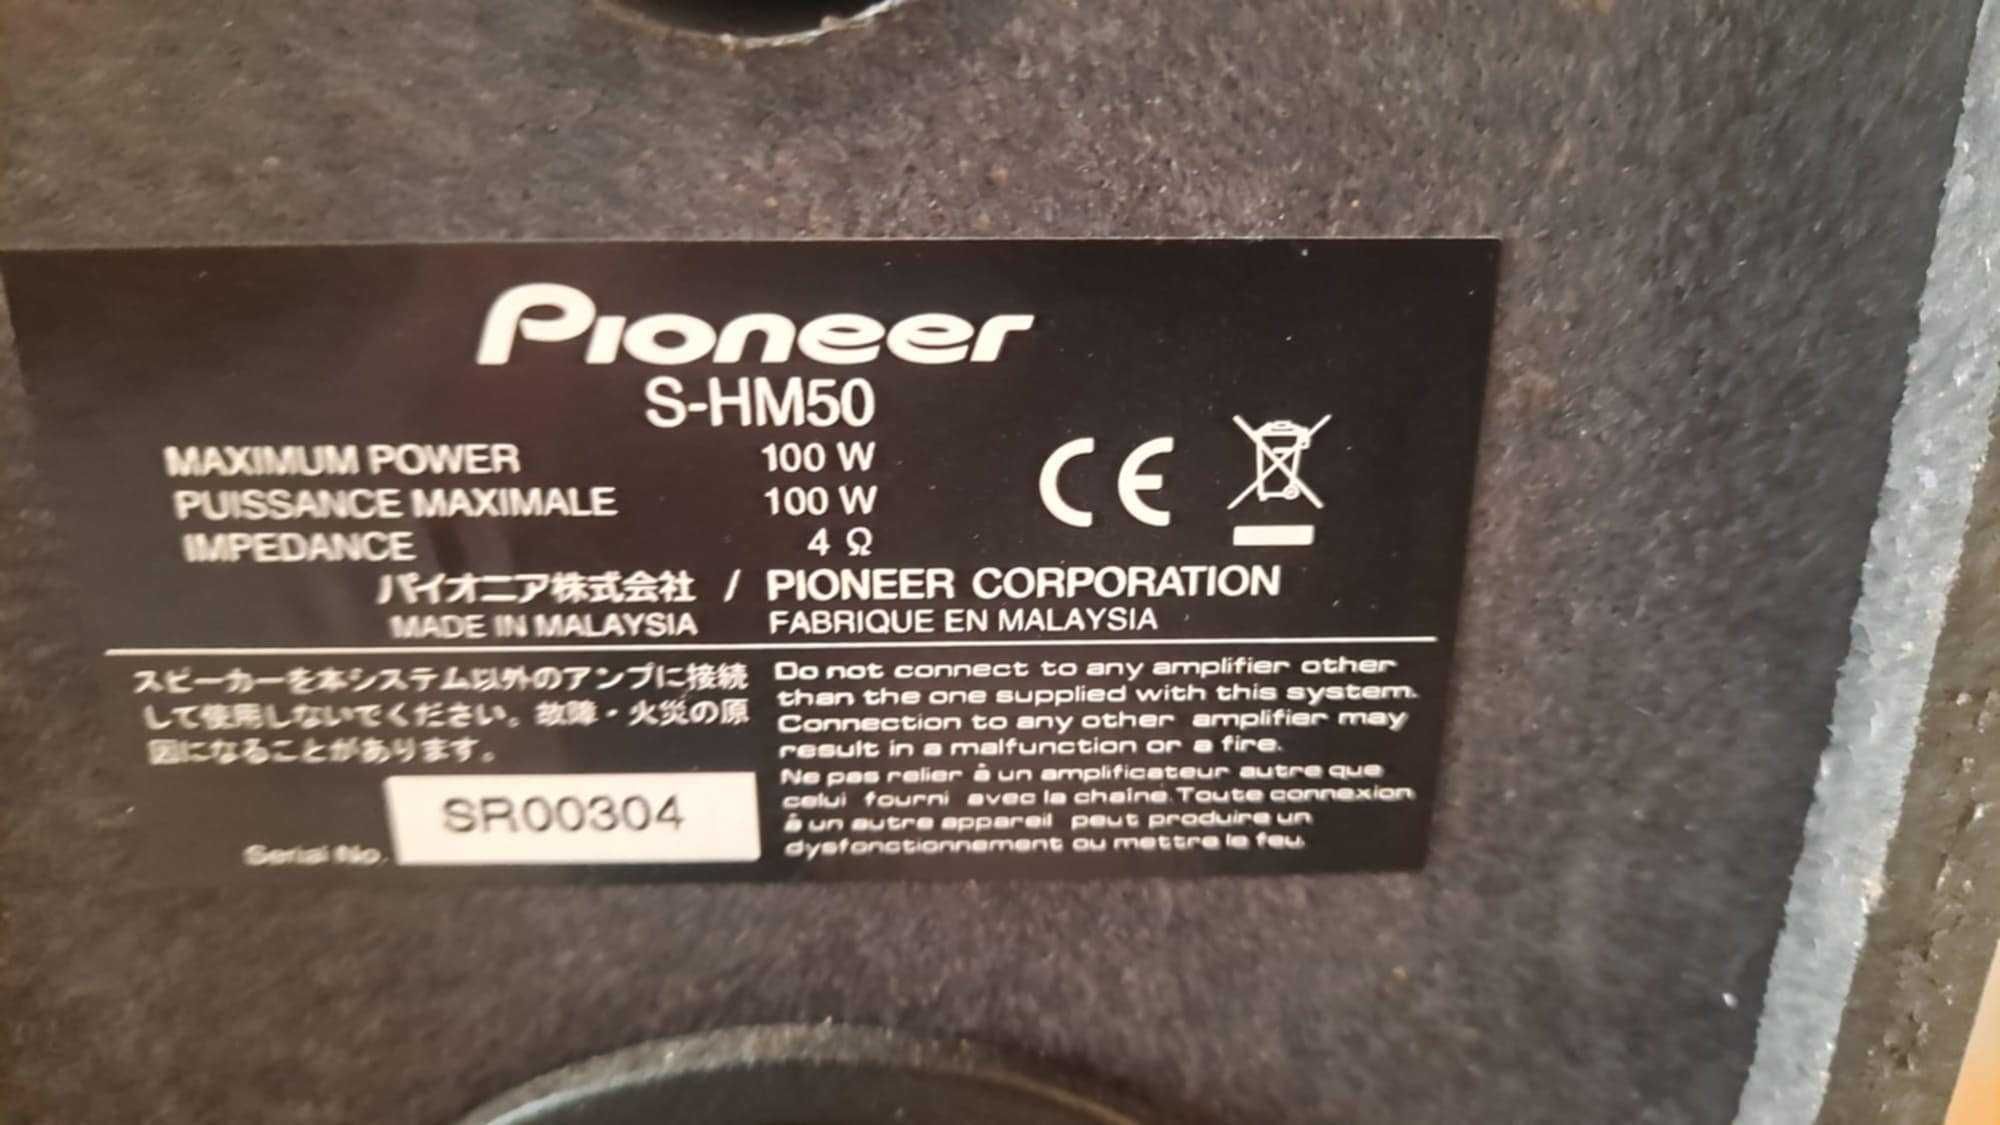 Pioneer
S-HM50
MAXIMUM POWER 100 W
PUISSANCE MAXIMALE 100 W
IMPEDANCE 4 Ω
CE
パイオニア株式会社 / PIONEER CORPORATION
MADE IN MALAYSIA FABRIQUE EN MALAYSIA
スピーカーを本システム以外のアンプに接続
して使用しないでください。故障・火災の原
因になることがあります。
SR00304
Serial No.
Do not connect to any amplifier other
than the one supplied with this system.
Connection to any other amplifier may
result in a malfunction or a fire.
Ne pas relier à un amplificateur autre que
celui fourni avec la chaîne.Toute connexion
à un autre appareil peut produire un
dysfonctionnement ou mettre le feu.